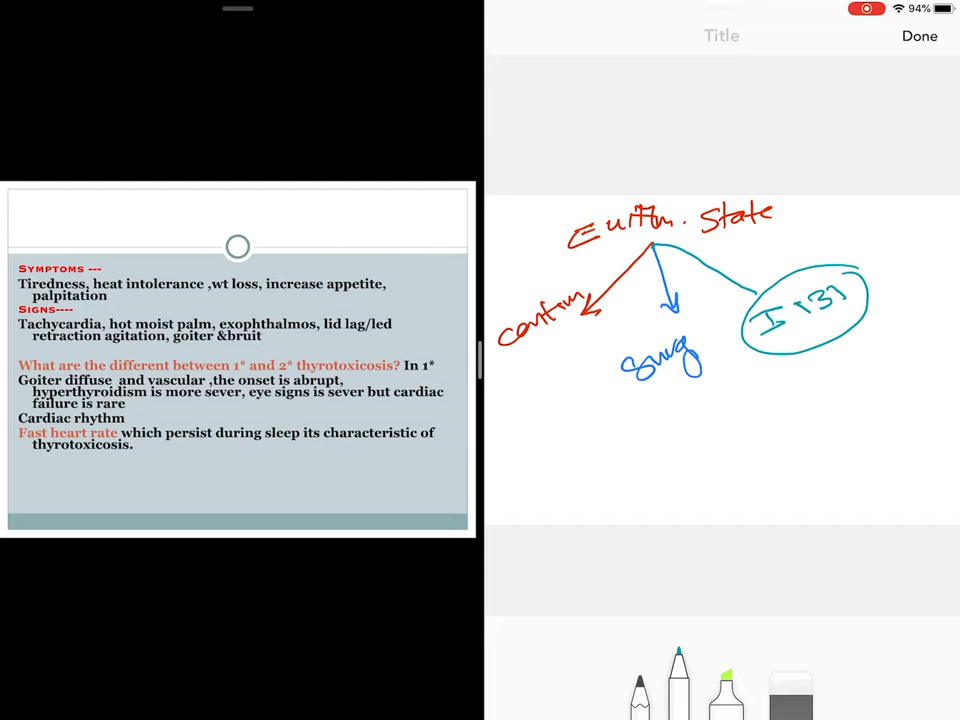 94%
Title
Done
SYMPTOMS ---
Tiredness, heat intolerance ,wt loss, increase appetite,
palpitation
SIGNS----
Tachycardia, hot moist palm, exophthalmos, lid lag/led
retraction agitation, goiter &bruit
What are the different between 1* and 2* thyrotoxicosis? In 1*
Goiter diffuse and vascular ,the onset is abrupt,
hyperthyroidism is more sever, eye signs is sever but cardiac
failure is rare
Cardiac rhythm
Fast heart rate which persist during sleep its characteristic of
thyrotoxicosis.
State